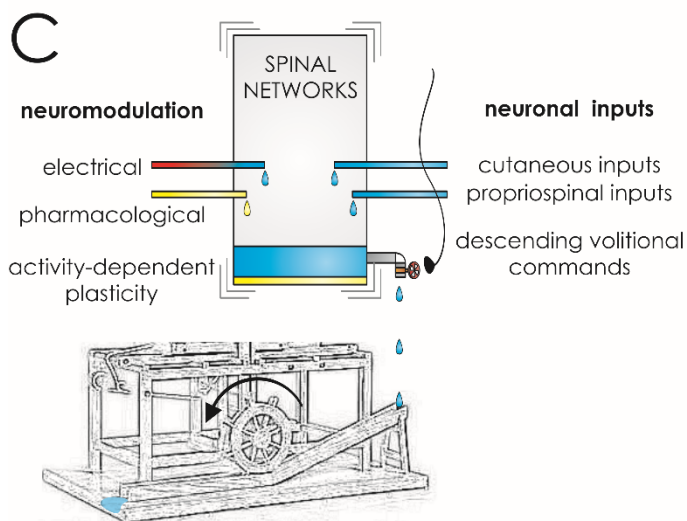 C
SPINAL
NETWORKS
neuromodulation
neuronal inputs
electrical
cutaneous inputs
pharmacological
propriospinal inputs
activity-dependent
plasticity
descending volitional
commands